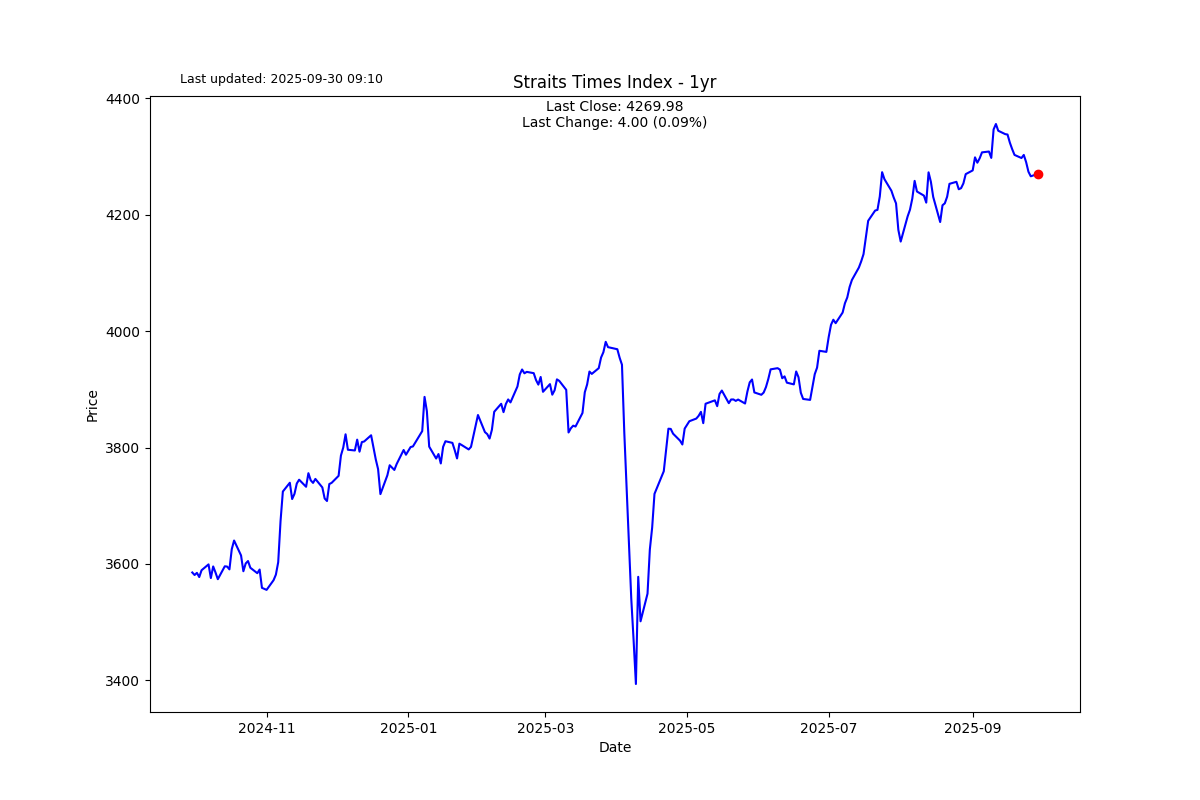 Last updated: 2025-09-30 09:10
Straits Times Index - 1yr
Last Close: 4269.98
Last Change: 4.00 (0.09%)
4400
4200
4000
3800
3600
3400
Price
2024-11
2025-01
2025-03
2025-05
2025-07
2025-09
Date